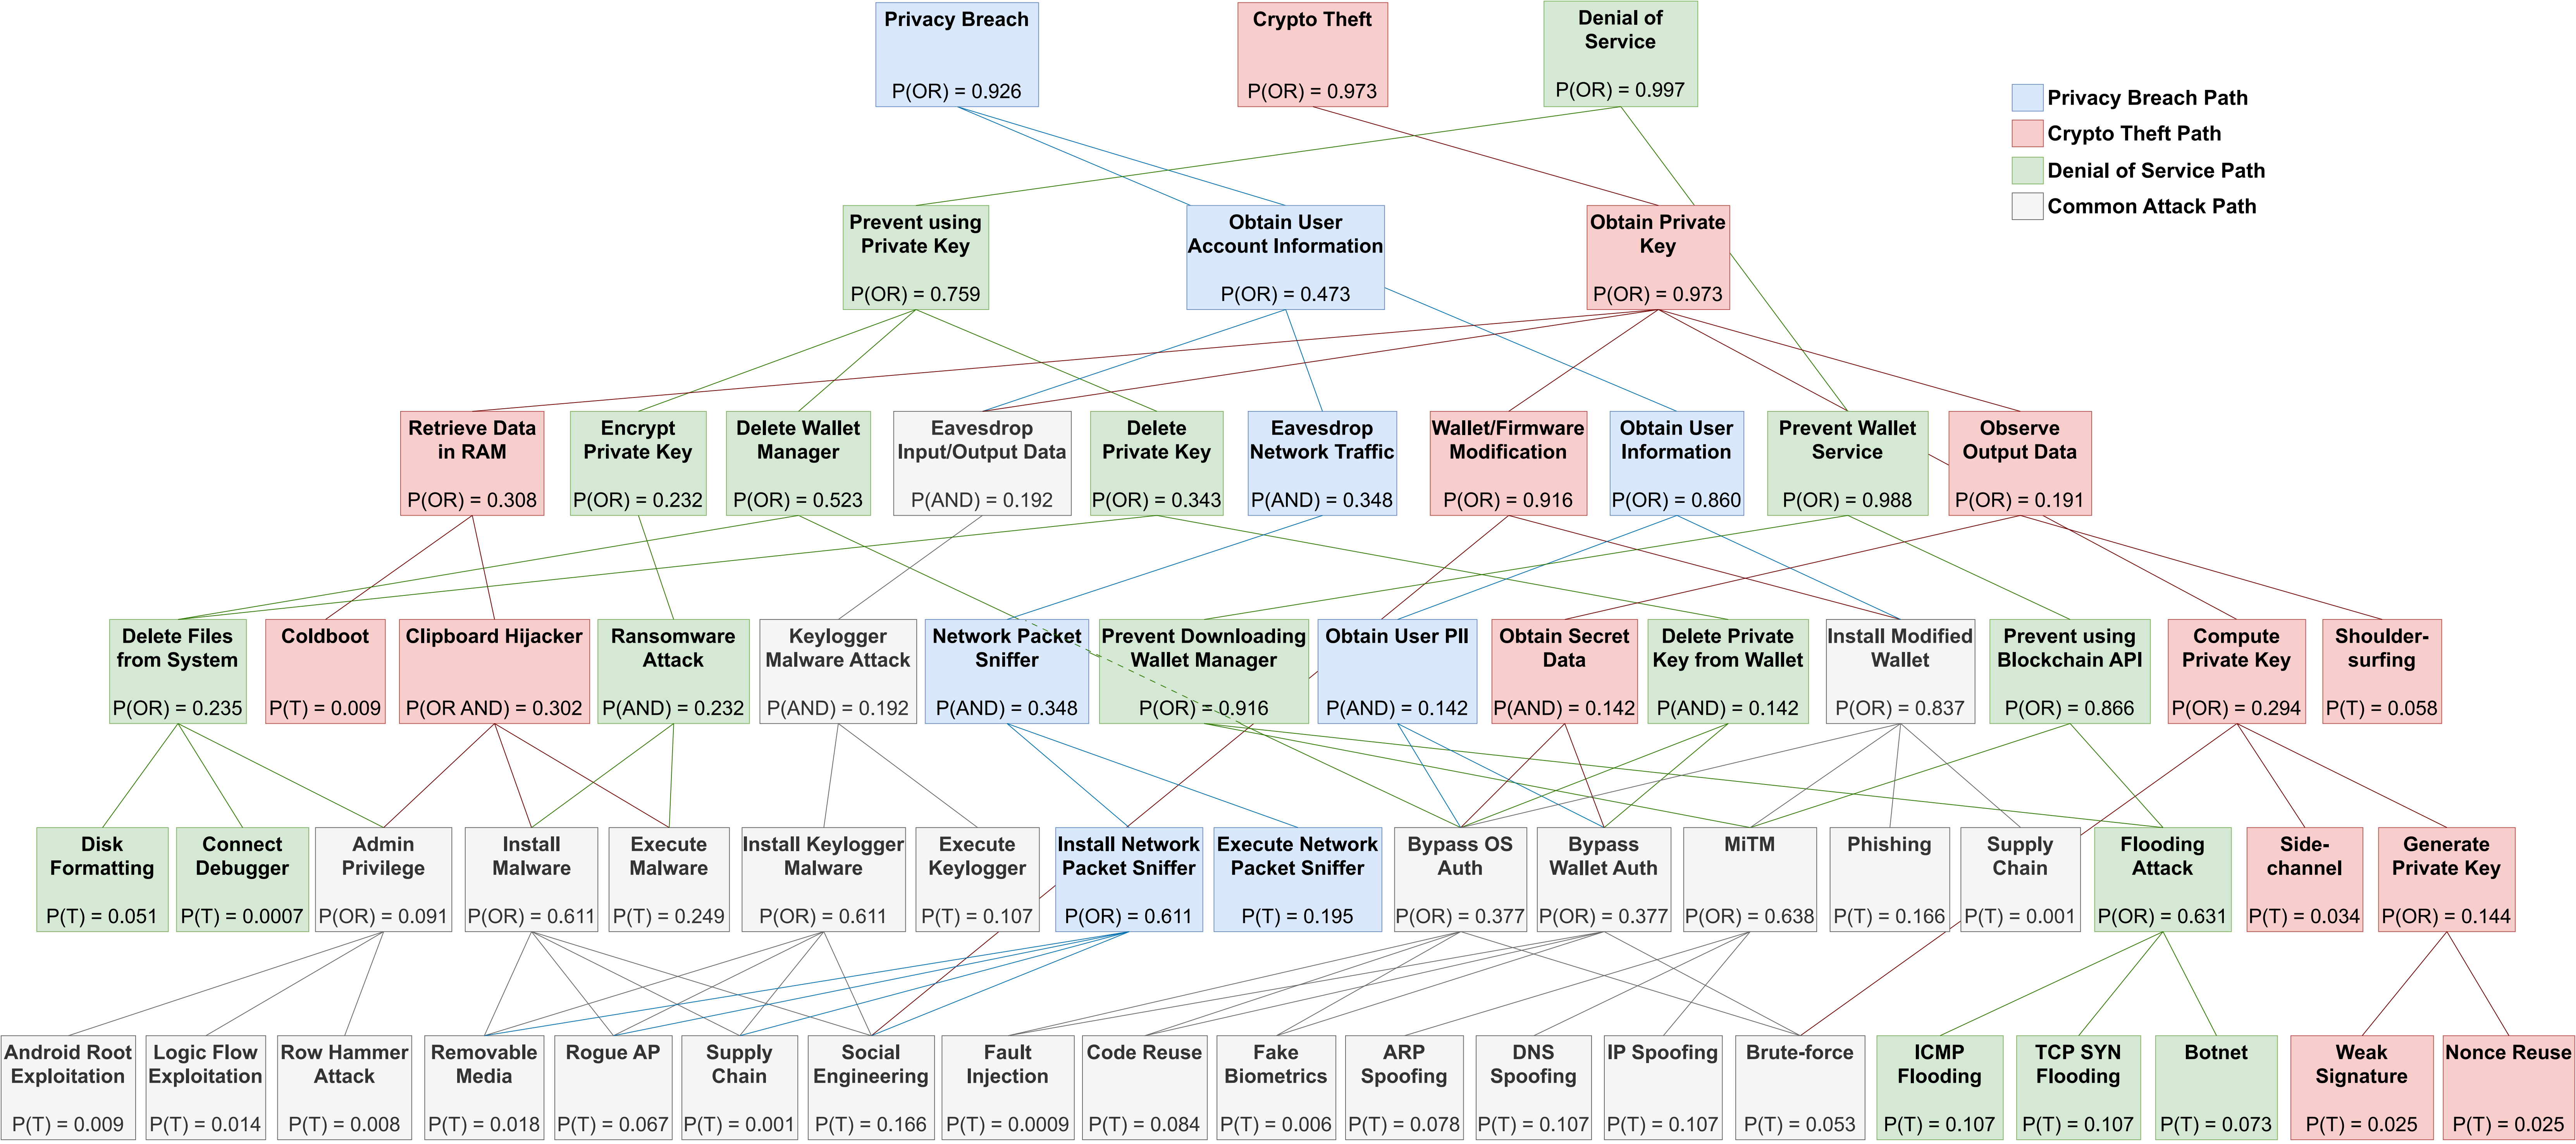 Privacy Breach
P(OR) = 0.926
Crypto Theft
P(OR) = 0.973
Denial of
Service
P(OR) = 0.997
Privacy Breach Path
Crypto Theft Path
Denial of Service Path
Common Attack Path
Prevent using
Private Key
P(OR) = 0.759
Obtain User
Account Information
P(OR) = 0.473
Obtain Private
Key
P(OR) = 0.973
Retrieve Data
in RAM
P(OR) = 0.308
Encrypt
Private Key
P(OR) = 0.232
Delete Wallet
Manager
P(OR) = 0.523
Eavesdrop
Input/Output Data
P(AND) = 0.192
Delete
Private Key
P(OR) = 0.343
Eavesdrop
Network Traffic
P(AND) = 0.348
Wallet/Firmware
Modification
P(OR) = 0.916
Obtain User
Information
P(OR) = 0.860
Prevent Wallet
Service
P(OR) = 0.988
Observe
Output Data
P(OR) = 0.191
Delete Files
from System
P(OR) = 0.235
Coldboot
P(T) = 0.009
Clipboard Hijacker
P(OR AND) = 0.302
Ransomware
Attack
P(AND) = 0.232
Keylogger
Malware Attack
P(AND) = 0.192
Network Packet
Sniffer
P(AND) = 0.348
Prevent Downloading
Wallet Manager
P(OR) = 0.916
Obtain User PII
P(AND) = 0.142
Obtain Secret
Data
P(AND) = 0.142
Delete Private
Key from Wallet
P(AND) = 0.142
Install Modified
Wallet
P(OR) = 0.837
Prevent using
Blockchain API
P(OR) = 0.866
Compute
Private Key
P(OR) = 0.294
Shoulder-
surfing
P(T) = 0.058
Disk
Formatting
P(T) = 0.051
Connect
Debugger
P(T) = 0.0007
Admin
Privilege
P(OR) = 0.091
Install
Malware
P(OR) = 0.611
Execute
Malware
P(T) = 0.249
Install Keylogger
Malware
P(OR) = 0.611
Execute
Keylogger
P(T) = 0.107
Install Network
Packet Sniffer
P(OR) = 0.611
Execute Network
Packet Sniffer
P(T) = 0.195
Bypass OS
Auth
P(OR) = 0.377
Bypass
Wallet Auth
P(OR) = 0.377
MiTM
P(OR) = 0.638
Phishing
P(T) = 0.166
Supply
Chain
P(T) = 0.001
Flooding
Attack
P(OR) = 0.631
Side-
channel
P(T) = 0.034
Generate
Private Key
P(OR) = 0.144
Android Root
Exploitation
P(T) = 0.009
Logic Flow
Exploitation
P(T) = 0.014
Row Hammer
Attack
P(T) = 0.008
Removable
Media
P(T) = 0.018
Rogue AP
P(T) = 0.067
Supply
Chain
P(T) = 0.001
Social
Engineering
P(T) = 0.166
Fault
Injection
P(T) = 0.0009
Code Reuse
P(T) = 0.084
Fake
Biometrics
P(T) = 0.006
ARP
Spoofing
P(T) = 0.078
DNS
Spoofing
P(T) = 0.107
IP Spoofing
P(T) = 0.107
Brute-force
P(T) = 0.053
ICMP
Flooding
P(T) = 0.107
TCP SYN
Flooding
P(T) = 0.107
Botnet
P(T) = 0.073
Weak
Signature
P(T) = 0.025
Nonce Reuse
P(T) = 0.025